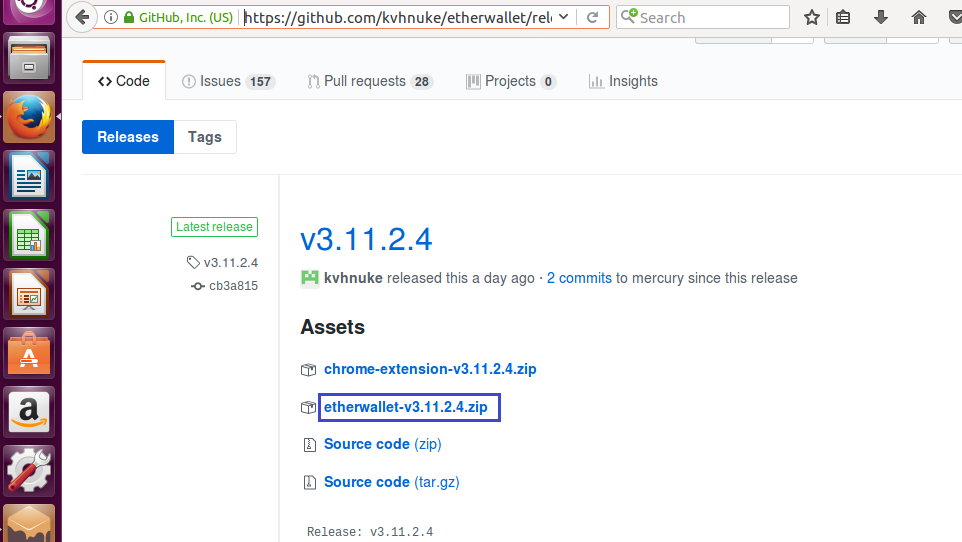 GitHub, Inc. (US) https://github.com/kvhnuke/etherwallet/rele Search
Code Issues 157 Pull requests 28 Projects 0 Insights
Releases Tags
Latest release
v3.11.2.4
cb3a815
v3.11.2.4
kvhnuke released this a day ago · 2 commits to mercury since this release
Assets
chrome-extension-v3.11.2.4.zip
etherwallet-v3.11.2.4.zip
Source code (zip)
Source code (tar.gz)
Release: v3.11.2.4